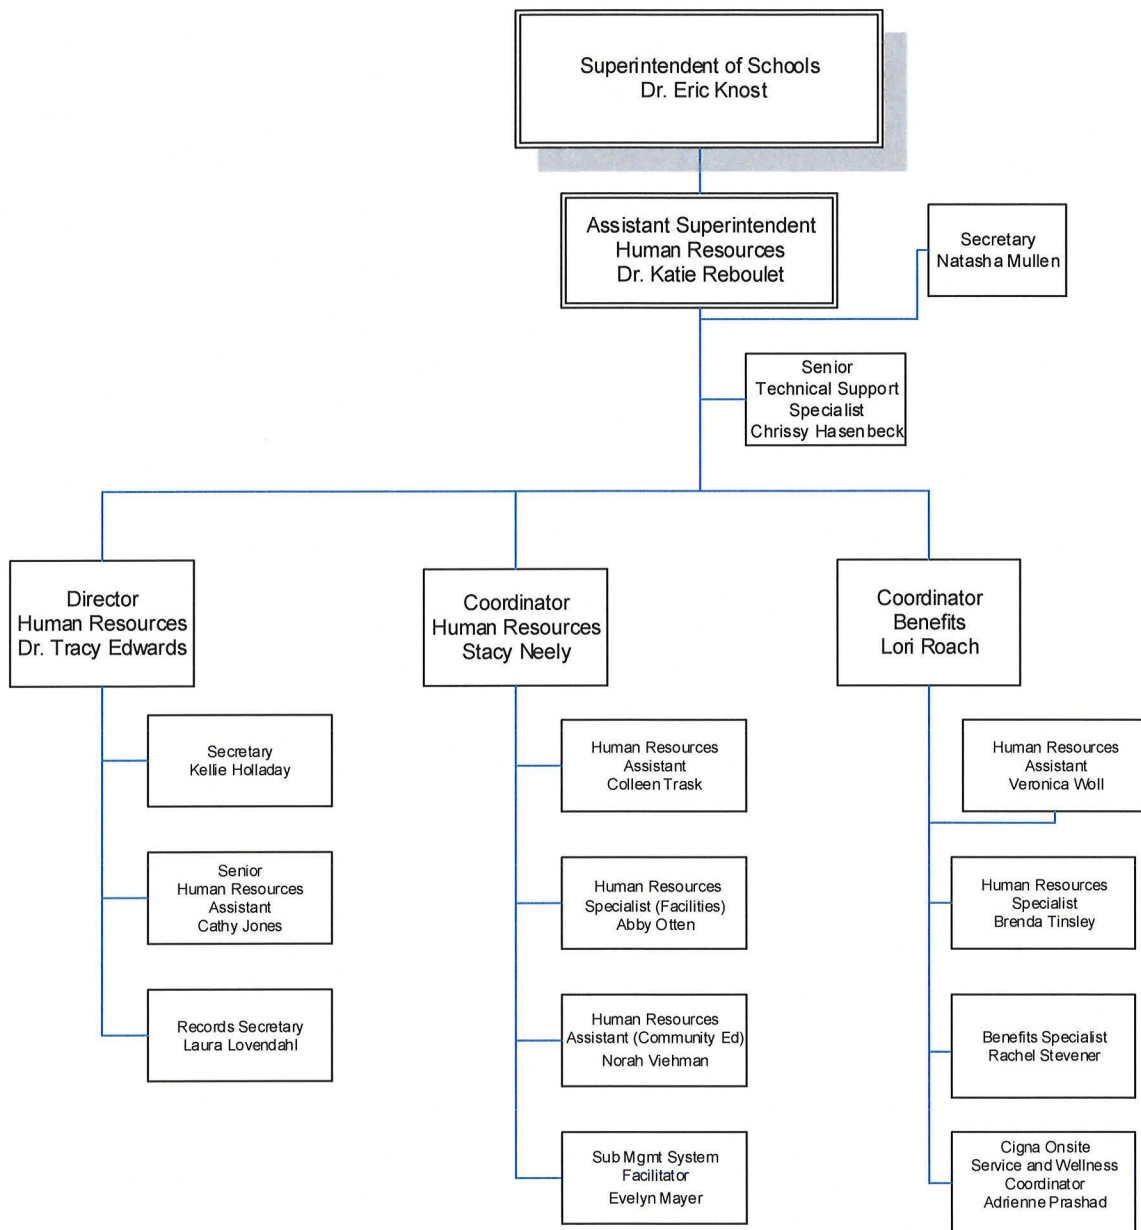 Superintendent of Schools
Dr. Eric Knost
Assistant Superintendent
Human Resources
Dr. Katie Reboulet
Secretary
Natasha Mullen
Senior
Technical Support
Specialist
Chrissy Hasenbeck
Director
Human Resources
Dr. Tracy Edwards
Coordinator
Human Resources
Stacy Neely
Coordinator
Benefits
Lori Roach
Secretary
Kellie Holladay
Senior
Human Resources
Assistant
Cathy Jones
Records Secretary
Laura Lovendahl
Human Resources
Assistant
Colleen Trask
Human Resources
Specialist (Facilities)
Abby Otten
Human Resources
Assistant (Community Ed)
Norah Viehman
Sub Mgmt System
Facilitator
Evelyn Mayer
Human Resources
Assistant
Veronica Woll
Human Resources
Specialist
Brenda Tinsley
Benefits Specialist
Rachel Stevener
Cigna Onsite
Service and Wellness
Coordinator
Adrienne Prashad